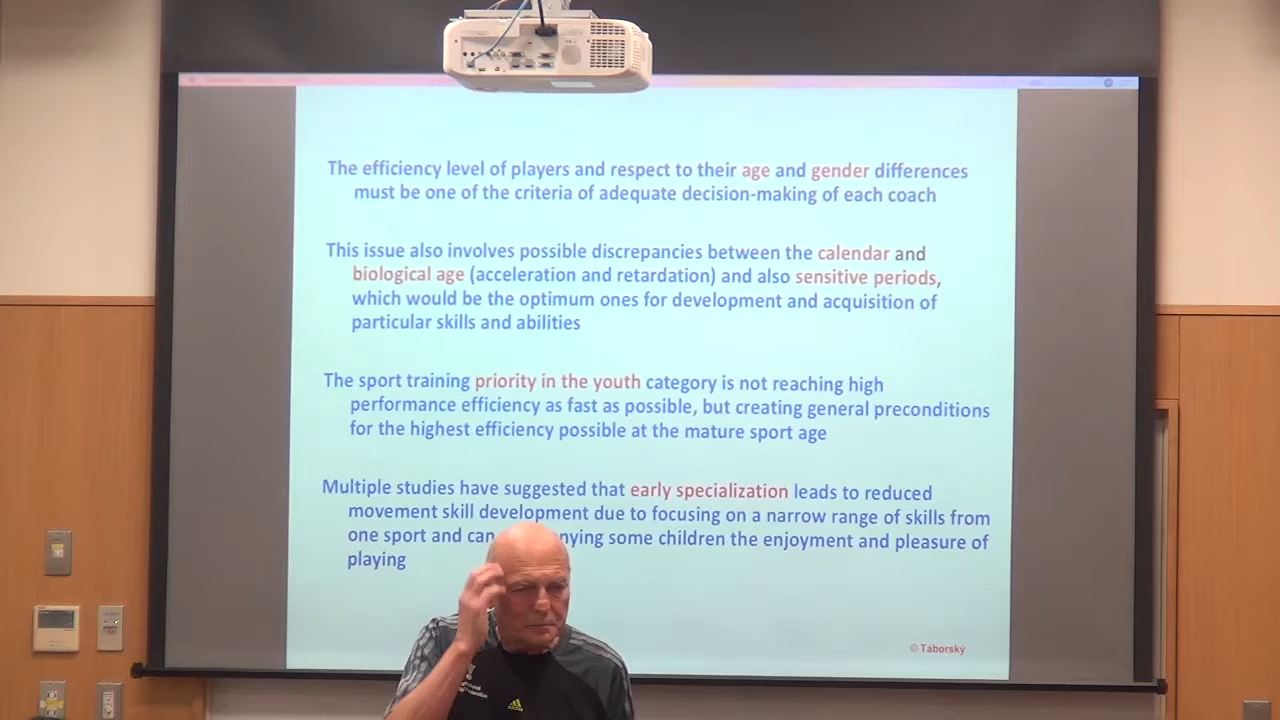 The efficiency level of players and respect to their age and gender differences
must be one of the criteria of adequate decision-making of each coach
This issue also involves possible discrepancies between the calendar and
biological age (acceleration and retardation) and also sensitive periods,
which would be the optimum ones for development and acquisition of
particular skills and abilities
The sport training priority in the youth category is not reaching high
performance efficiency as fast as possible, but creating general preconditions
for the highest efficiency possible at the mature sport age
Multiple studies have suggested that early specialization leads to reduced
movement skill development due to focusing on a narrow range of skills from
one sport and can nying some children the enjoyment and pleasure of
playing
© Táborský